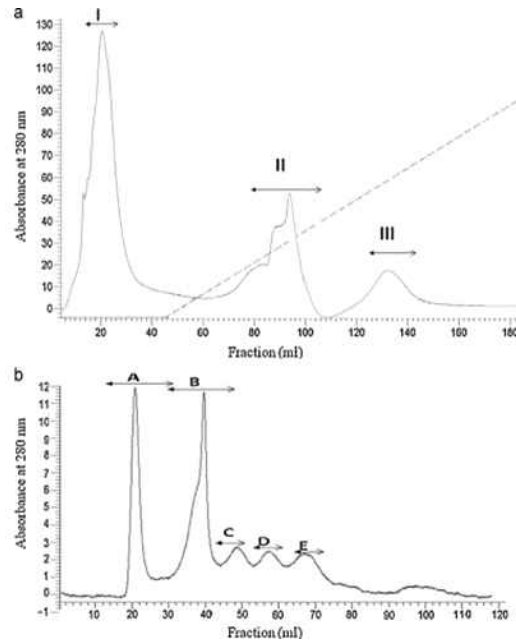 a
I
II
III
130
120
110
100
90
80
70
60
50
40
30
20
10
0
Absorbance at 280 nm
20 40 60 80 100 120 140 160 180
Fraction (ml)
b
A
B
C
D
E
12
11
10
9
8
7
6
5
4
3
2
1
0
-1
Absorbance at 280 nm
10 20 30 40 50 60 70 80 90 100 110 120
Fraction (ml)